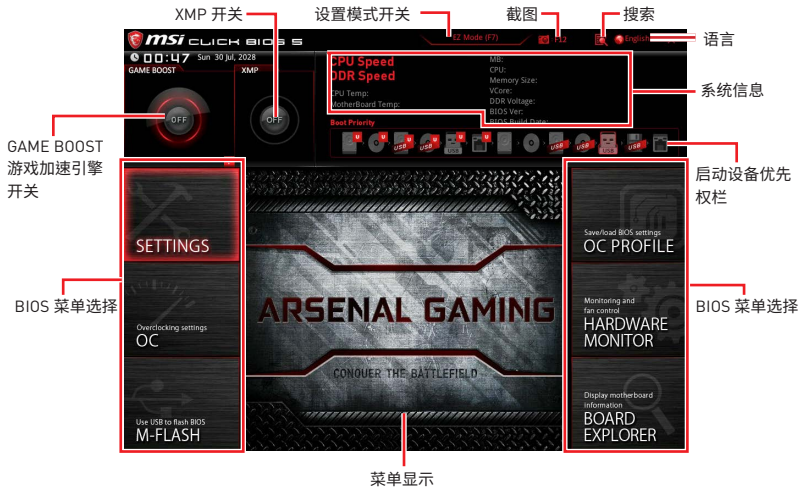 XMP 开关
设置模式开关
截图
搜索
msi CLICK BIOS 5
EZ Mode (F7)
F12
English
语言
00:47 Sun 30 Jul, 2028
GAME BOOST
XMP
OFF
OFF
CPU Speed
DDR Speed
CPU Temp:
MotherBoard Temp:
MB:
CPU:
Memory Size:
VCore:
DDR Voltage:
BIOS Ver:
BIOS Build Date:
系统信息
Boot Priority
U
U
U
USB
USB
USB
U
U
USB
USB
USB
USB
GAME BOOST
游戏加速引擎
开关
启动设备优先
权栏
SETTINGS
Overclocking settings
OC
Use USB to flash BIOS
M-FLASH
BIOS 菜单选择
ARSENAL GAMING
CONQUER THE BATTLEFIELD
Save/load BIOS settings
OC PROFILE
Monitoring and
fan control
HARDWARE
MONITOR
Display motherboard
information
BOARD
EXPLORER
BIOS 菜单选择
菜单显示